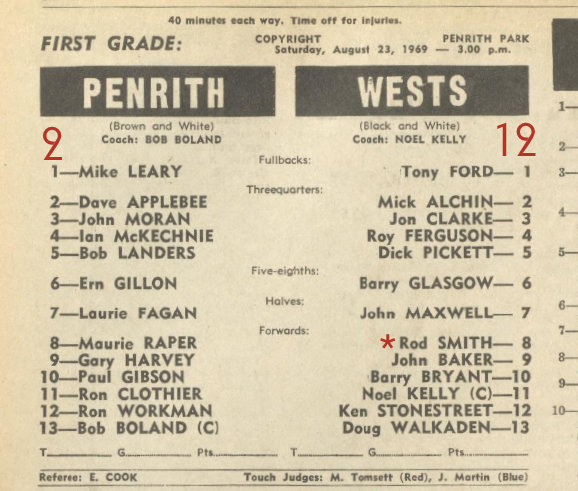 40 minutes each way. Time off for injuries.
FIRST GRADE: COPYRIGHT PENRITH PARK
Saturday, August 23, 1969 — 3.00 p.m.
PENRITH WESTS
(Brown and White) (Black and White)
9 Coach: BOB BOLAND Coach: NOEL KELLY 12
Fullbacks:
1—Mike LEARY Tony FORD— 1
Threequarters:
2—Dave APPLEBEE Mick ALCHIN— 2
3—John MORAN Jon CLARKE— 3
4—Ian McKECHNIE Roy FERGUSON— 4
5—Bob LANDERS Dick PICKETT— 5
Five-eighths:
6—Ern GILLON Barry GLASGOW— 6
Halves:
7—Laurie FAGAN John MAXWELL— 7
Forwards:
8—Maurie RAPER *Rod SMITH— 8
9—Gary HARVEY John BAKER— 9
10—Paul GIBSON Barry BRYANT—10
11—Ron CLOTHIER Noel KELLY (C)—11
12—Ron WORKMAN Ken STONESTREET—12
13—Bob BOLAND (C) Doug WALKADEN—13
T........ G........ Pts........ T........ G........ Pts........
Referee: E. COOK Touch Judges: M. Tomsett (Red), J. Martin (Blue)
1—
2—
3—
4—
5—
6—
7—
8—
9—
10—